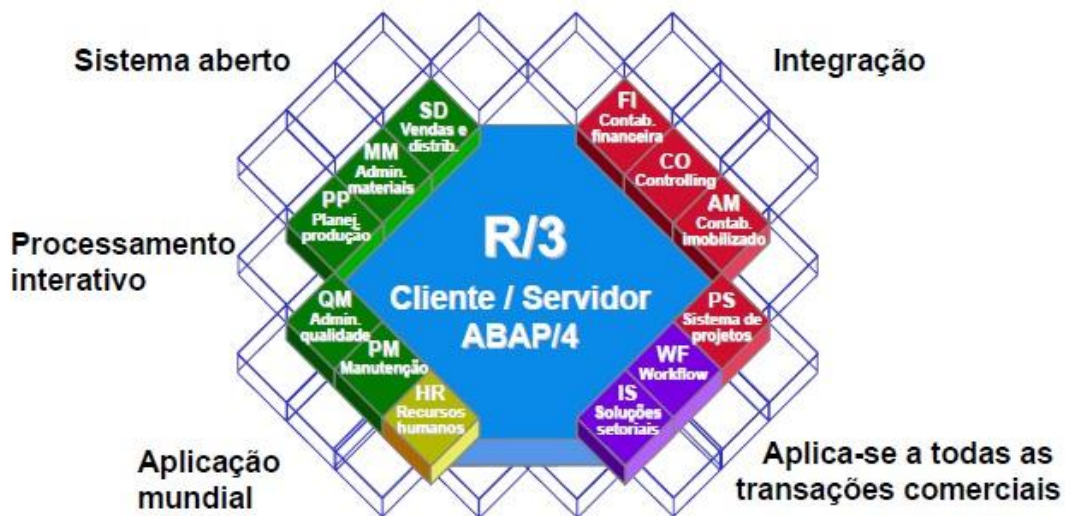 Sistema aberto
Integração
SD
Vendas e
distrib.
MM
Admin.
materiais
PP
Planej.
produção
FI
Contab.
financeira
CO
Controlling
AM
Contab.
imobilizado
Processamento
interativo
R/3
Cliente / Servidor
ABAP/4
QM
Admin.
qualidade
PM
Manutenção
HR
Recursos
humanos
PS
Sistema de
projetos
WF
Workflow
IS
Soluções
setoriais
Aplicação
mundial
Aplica-se a todas as
transações comerciais